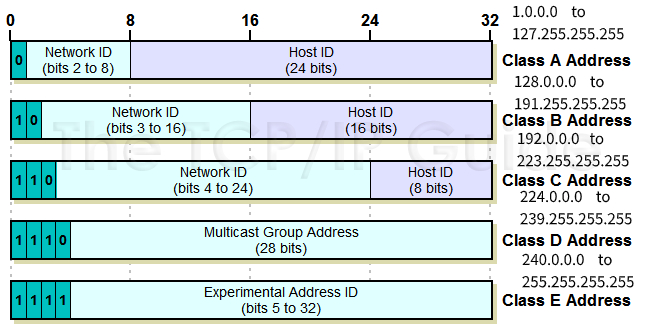 0 8 16 24 32
1.0.0.0 to
127.255.255.255
0 Network ID Host ID
(bits 2 to 8) (24 bits)
Class A Address
128.0.0.0 to
191.255.255.255
1 0 Network ID Host ID
(bits 3 to 16) (16 bits)
Class B Address
The TCP/IP Guide
192.0.0.0 to
223.255.255.255
1 1 0 Network ID Host ID
(bits 4 to 24) (8 bits)
Class C Address
224.0.0.0 to
239.255.255.255
1 1 1 0 Multicast Group Address
(28 bits)
Class D Address
240.0.0.0 to
255.255.255.255
1 1 1 1 Experimental Address ID
(bits 5 to 32)
Class E Address